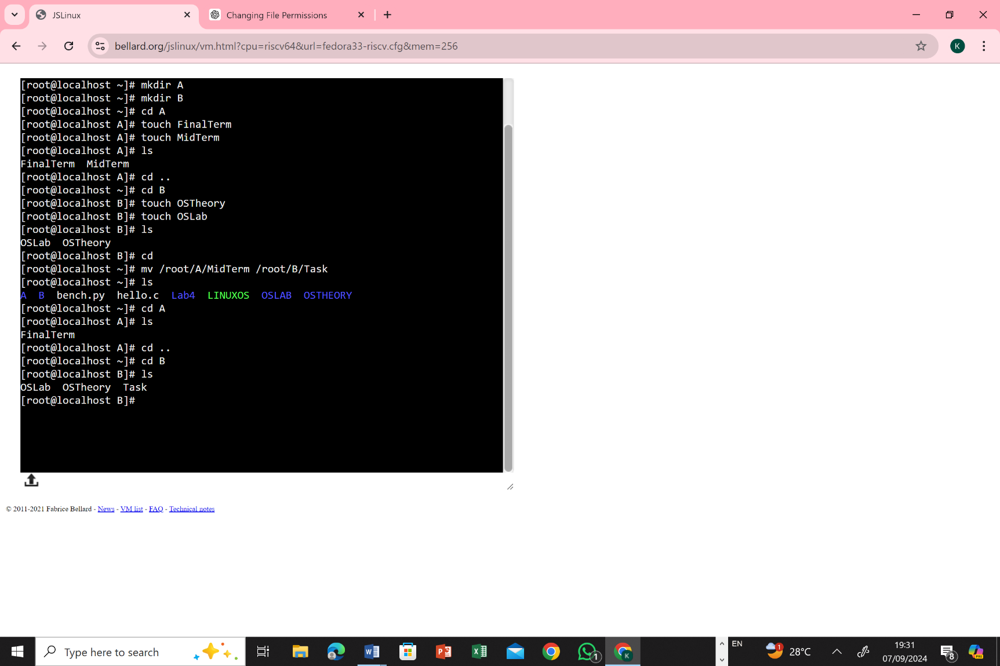 JSLinux
Changing File Permissions
bellard.org/jslinux/vm.html?cpu=riscv64&url=fedora33-riscv.cfg&mem=256
K
[root@localhost ~]# mkdir A
[root@localhost ~]# mkdir B
[root@localhost ~]# cd A
[root@localhost A]# touch FinalTerm
[root@localhost A]# touch MidTerm
[root@localhost A]# ls
FinalTerm  MidTerm
[root@localhost A]# cd ..
[root@localhost ~]# cd B
[root@localhost B]# touch OSTheory
[root@localhost B]# touch OSLab
[root@localhost B]# ls
OSLab  OSTheory
[root@localhost B]# cd
[root@localhost ~]# mv /root/A/MidTerm /root/B/Task
[root@localhost ~]# ls
A  B  bench.py  hello.c  Lab4  LINUXOS  OSLAB  OSTHEORY
[root@localhost ~]# cd A
[root@localhost A]# ls
FinalTerm
[root@localhost A]# cd ..
[root@localhost ~]# cd B
[root@localhost B]# ls
OSLab  OSTheory  Task
[root@localhost B]#
© 2011-2021 Fabrice Bellard - News - VM list - FAQ - Technical notes
Type here to search
W
P
X
1
K
EN
1
28°C
19:31
07/09/2024
8
PRE